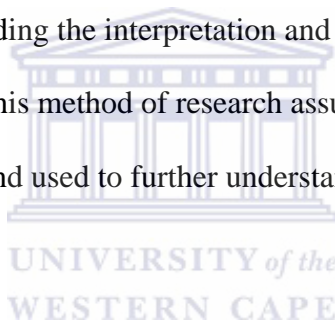 ding the interpretation and
his method of research assu
nd used to further understa
UNIVERSITY of the
WESTERN CAPE